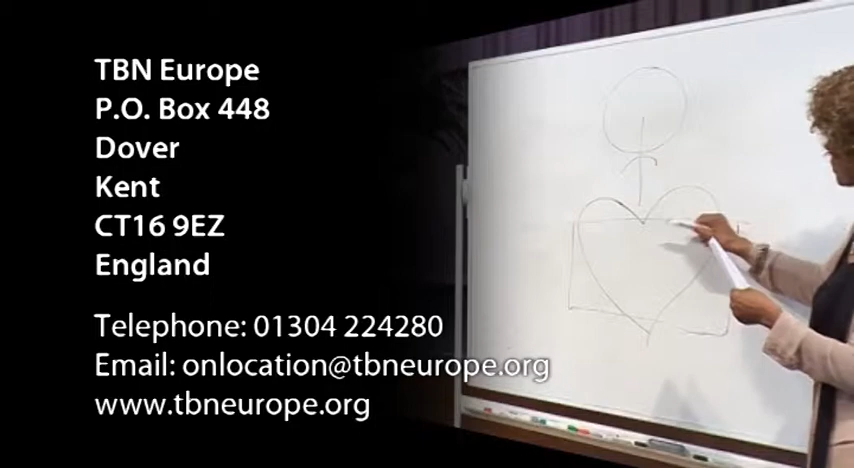 TBN Europe
P.O. Box 448
Dover
Kent
CT16 9EZ
England
Telephone: 01304 224280
Email: onlocation@tbneurope.org
www.tbneurope.org